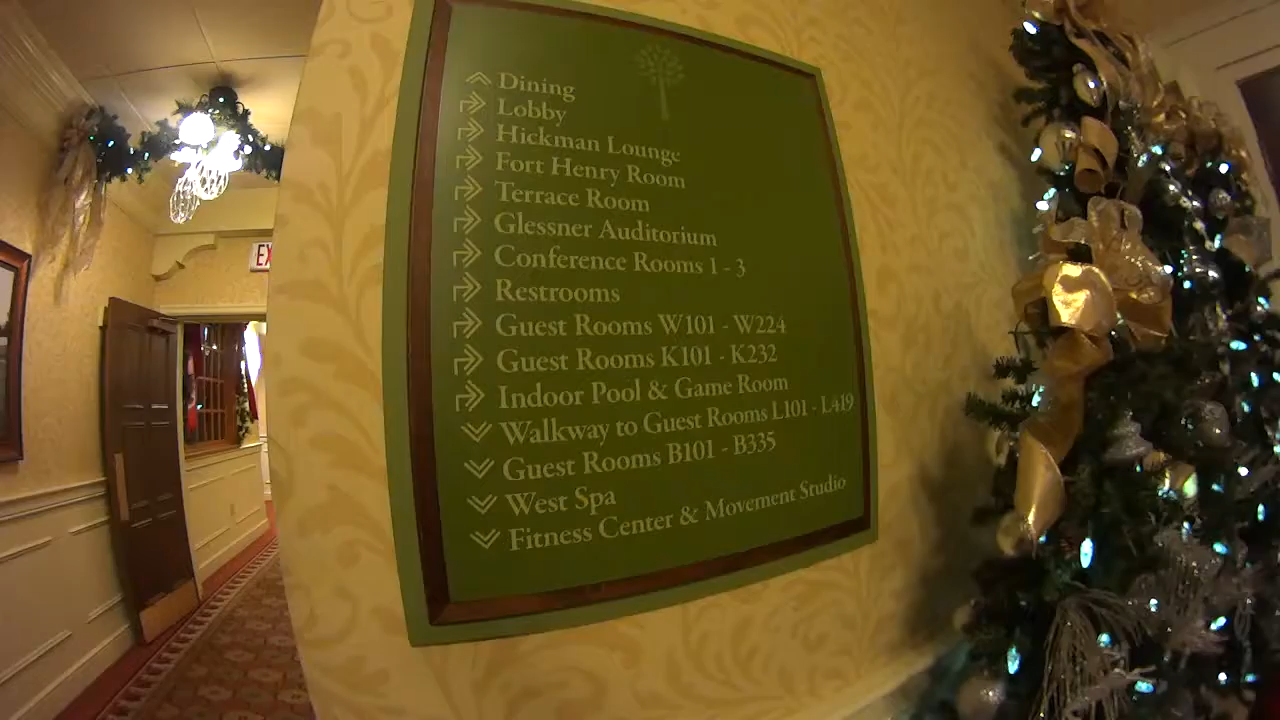 Dining
Lobby
Hickman Lounge
Fort Henry Room
Terrace Room
Glessner Auditorium
Conference Rooms 1 - 3
Restrooms
Guest Rooms W101 - W224
Guest Rooms K101 - K232
Indoor Pool & Game Room
Walkway to Guest Rooms L101 - L419
Guest Rooms B101 - B335
West Spa
Fitness Center & Movement Studio
EX